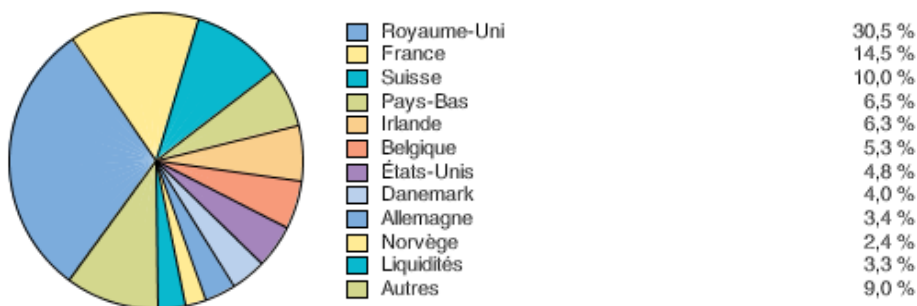 Royaume-Uni 30,5 %
France 14,5 %
Suisse 10,0 %
Pays-Bas 6,5 %
Irlande 6,3 %
Belgique 5,3 %
États-Unis 4,8 %
Danemark 4,0 %
Allemagne 3,4 %
Norvège 2,4 %
Liquidités 3,3 %
Autres 9,0 %